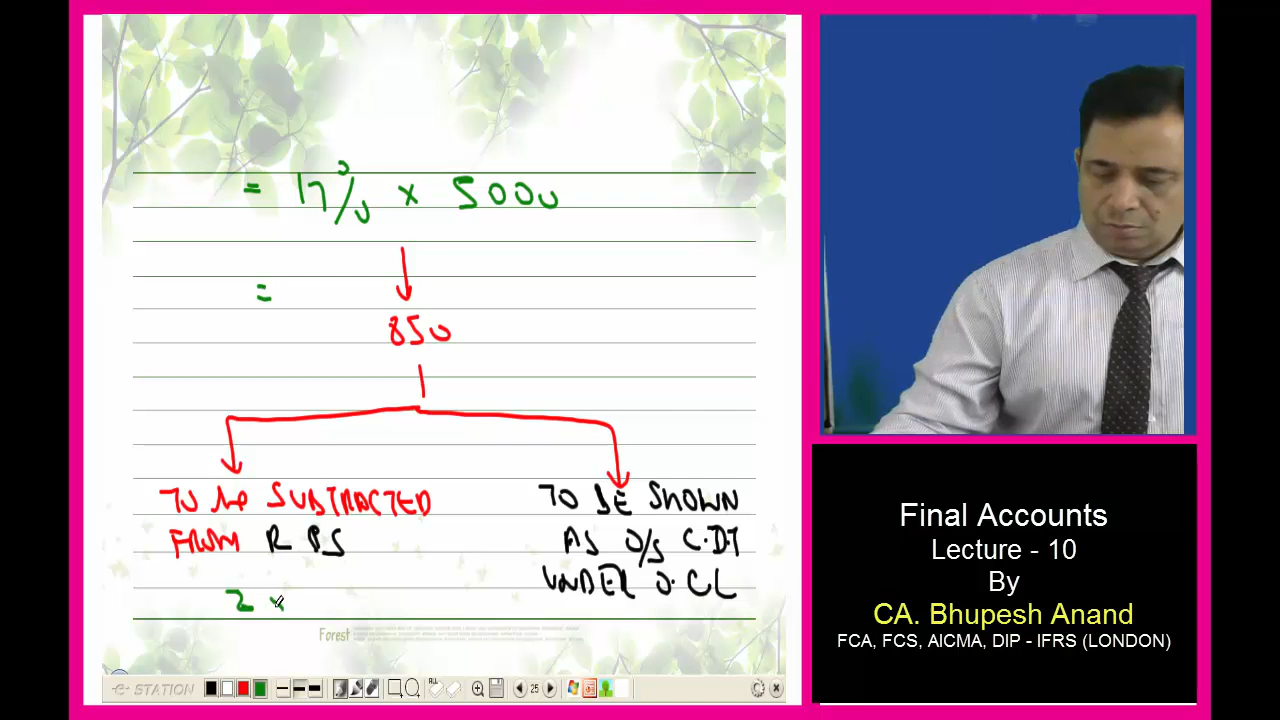 = 17% × 5000
=
850
TO BE SUBTRACTED
FROM R &S
2 ×
TO BE SHOWN
AS O/S C.D.T
UNDER O.CL
Forest
e- STATION
ALL
25
Final Accounts
Lecture - 10
By
CA. Bhupesh Anand
FCA, FCS, AICMA, DIP - IFRS (LONDON)